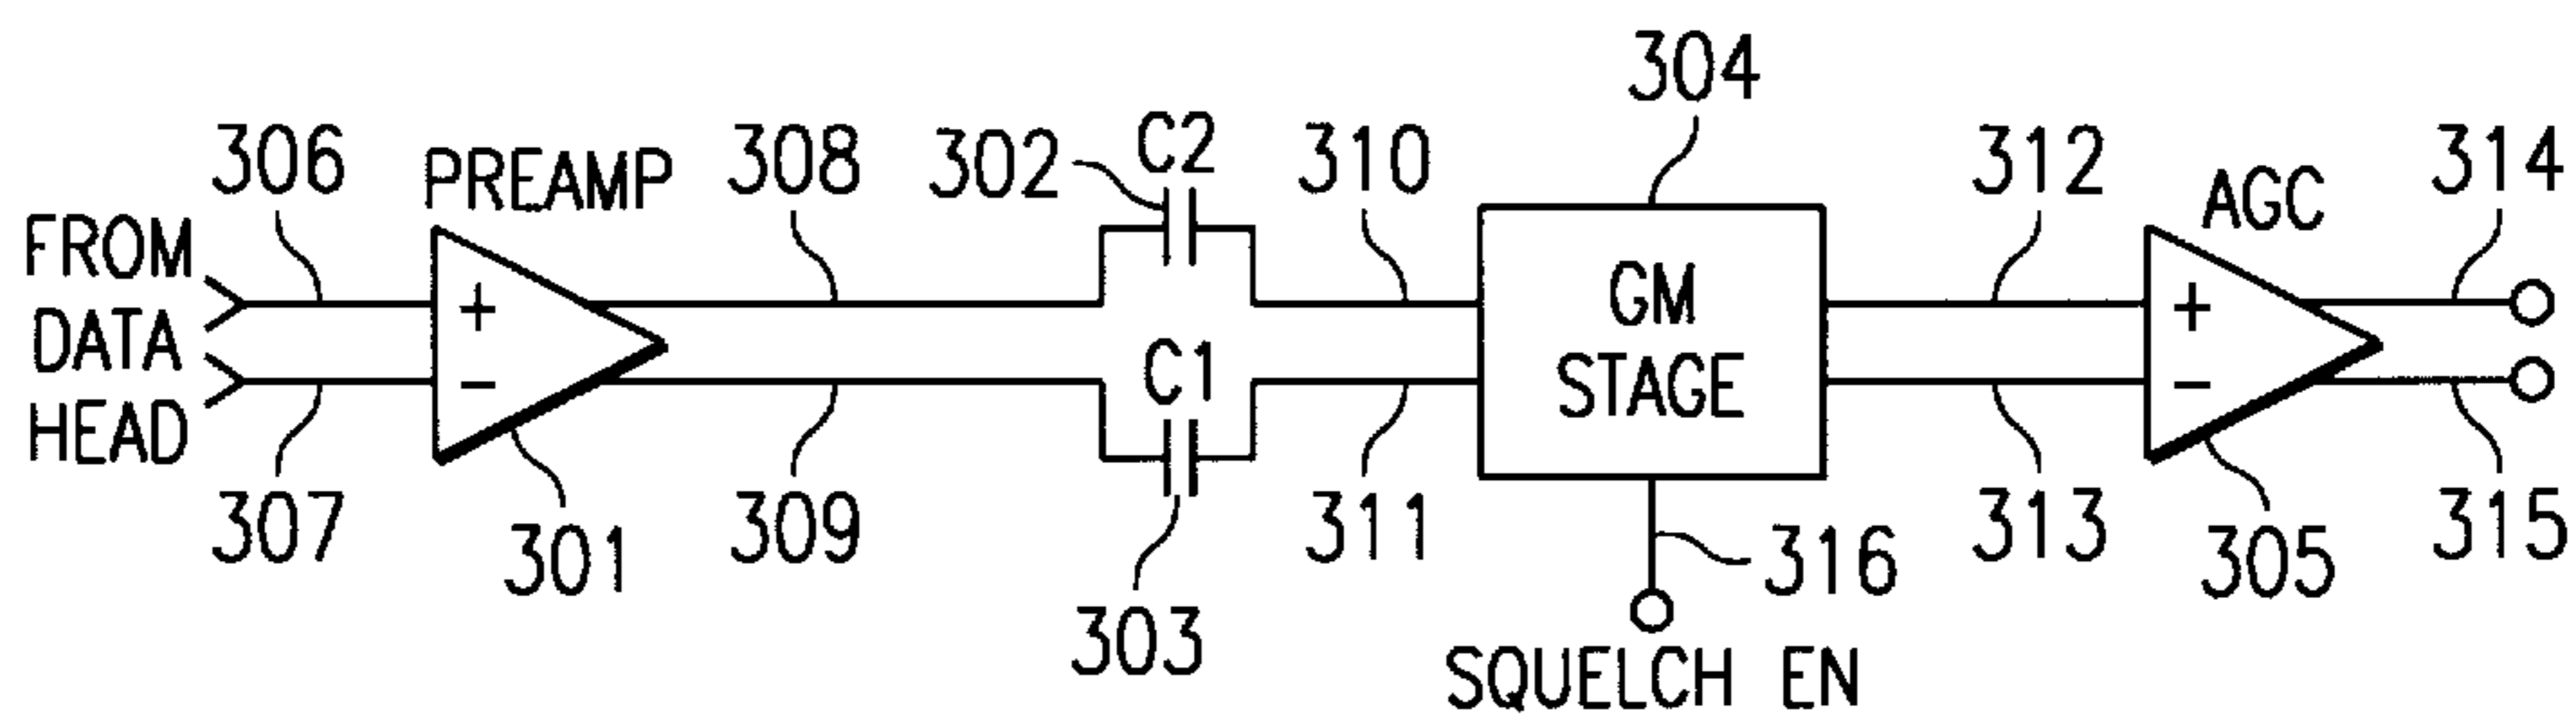 304
306
PREAMP
308
302
C2
310
312
AGC
314
FROM
DATA
HEAD
+
-
C1
GM
STAGE
+
-
307
301
309
303
311
316
313
305
315
SQUELCH EN